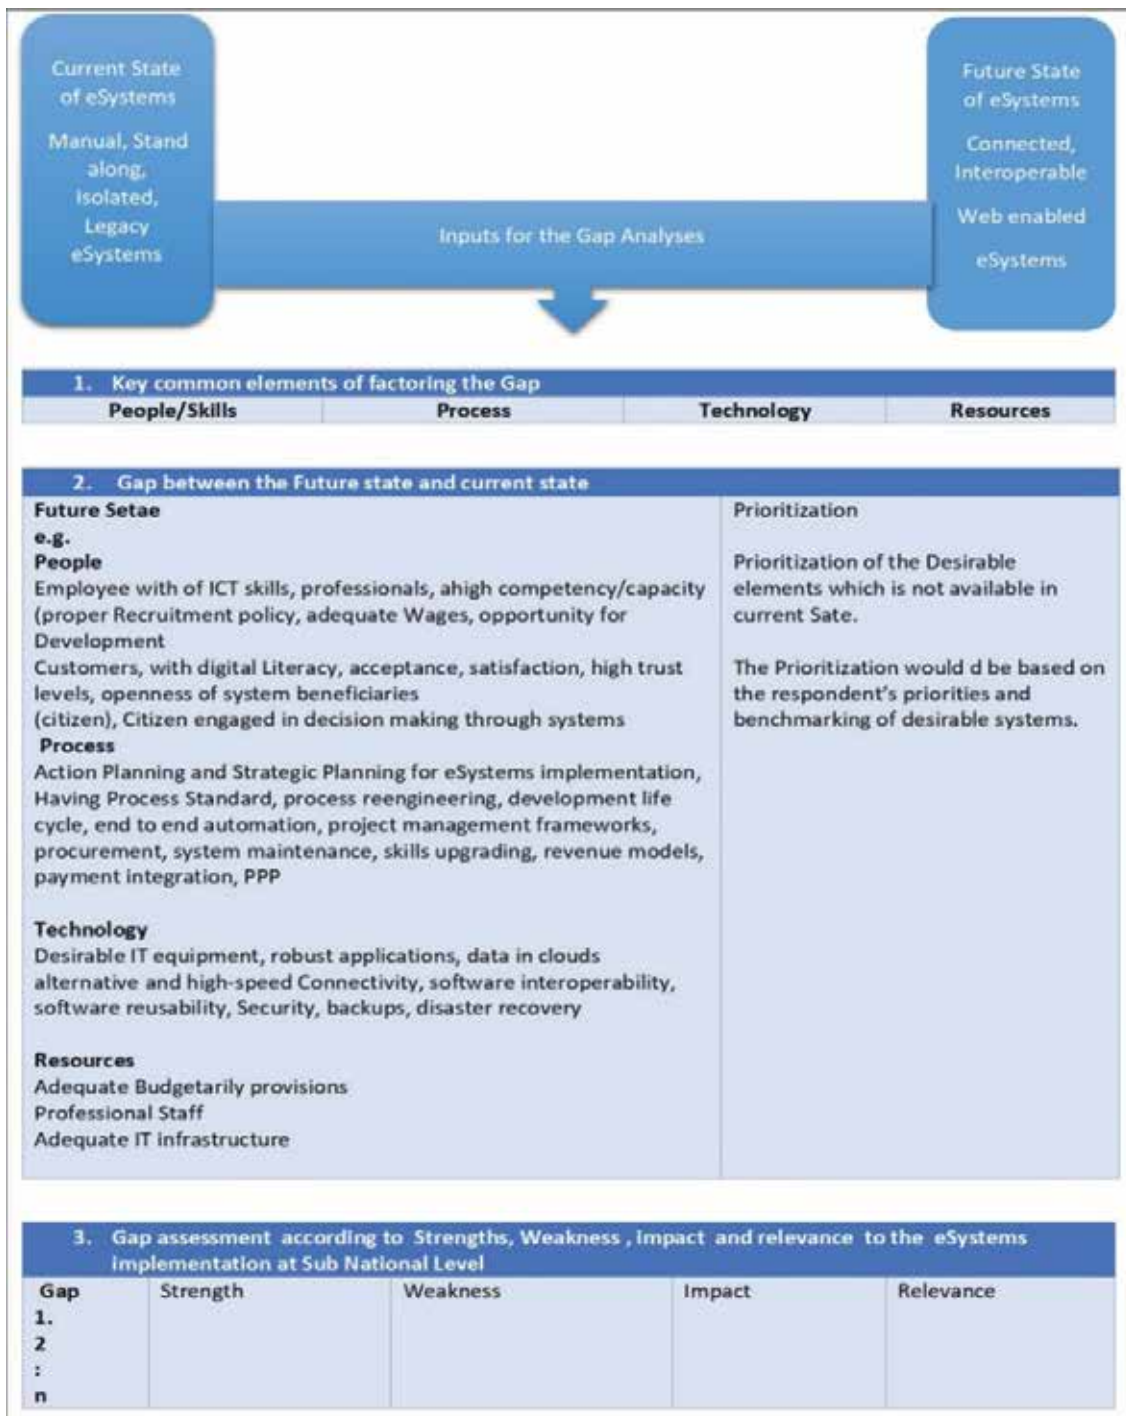 Current State
of eSystems
Manual, Stand
along,
Isolated,
Legacy
eSystems
Inputs for the Gap Analyses
Future State
of eSystems
Connected,
Interoperable
Web enabled
eSystems
1. Key common elements of factoring the Gap
People/Skills Process Technology Resources
2. Gap between the Future state and current state
Future Setae
e.g.
People
Employee with of ICT skills, professionals, ahigh competency/capacity
(proper Recruitment policy, adequate Wages, opportunity for
Development
Customers, with digital Literacy, acceptance, satisfaction, high trust
levels, openness of system beneficiaries
(citizen), Citizen engaged in decision making through systems
Process
Action Planning and Strategic Planning for eSystems implementation,
Having Process Standard, process reengineering, development life
cycle, end to end automation, project management frameworks,
procurement, system maintenance, skills upgrading, revenue models,
payment integration, PPP
Technology
Desirable IT equipment, robust applications, data in clouds
alternative and high-speed Connectivity, software interoperability,
software reusability, Security, backups, disaster recovery
Resources
Adequate Budgetarily provisions
Professional Staff
Adequate IT infrastructure
Prioritization
Prioritization of the Desirable
elements which is not available in
current Sate.
The Prioritization would d be based on
the respondent's priorities and
benchmarking of desirable systems.
3. Gap assessment according to Strengths, Weakness , Impact and relevance to the eSystems
implementation at Sub National Level
Gap Strength Weakness Impact Relevance
1.
2
:
n